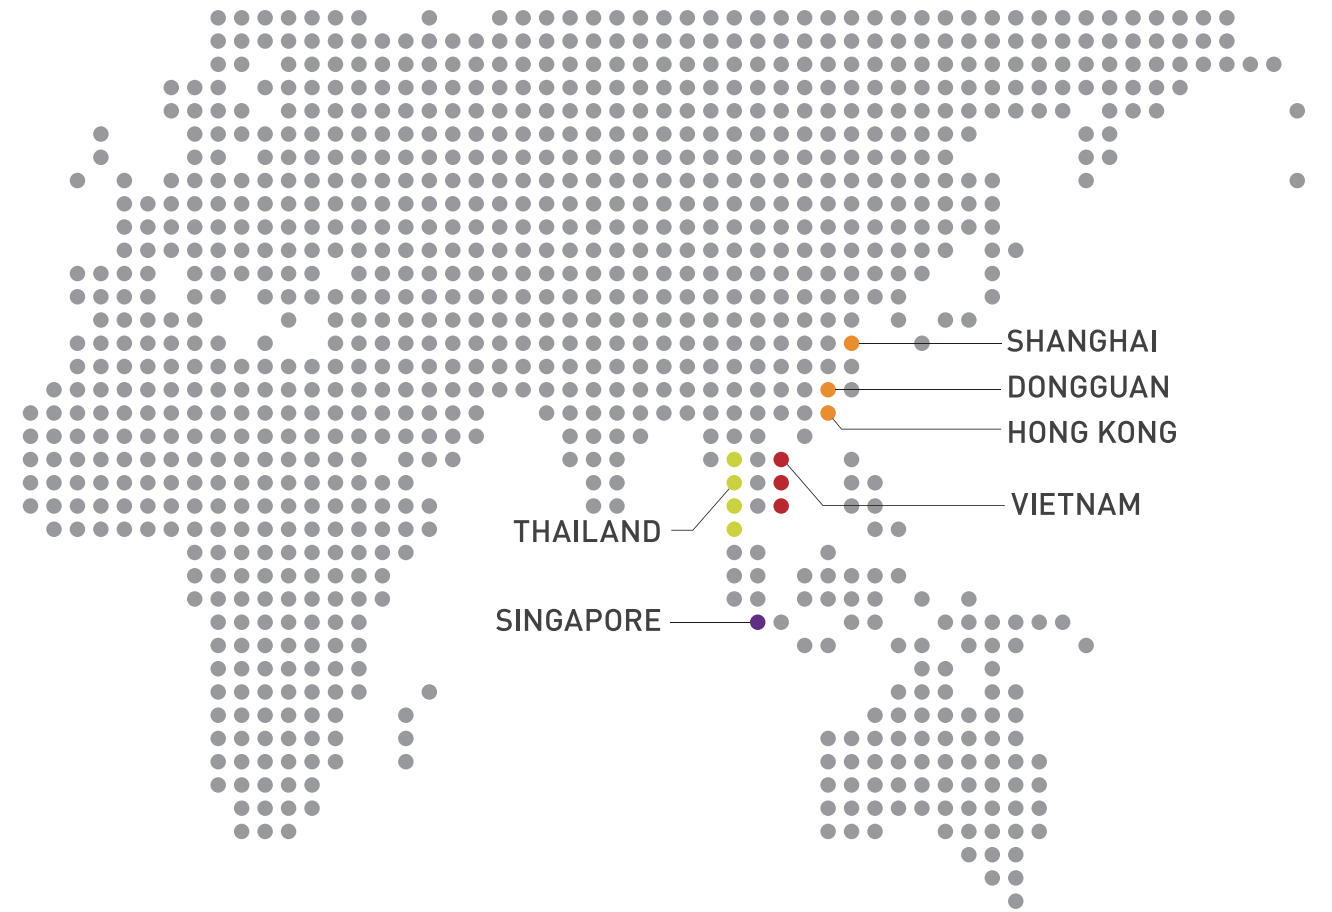 SHANGHAI
DONGGUAN
HONG KONG
VIETNAM
THAILAND
SINGAPORE